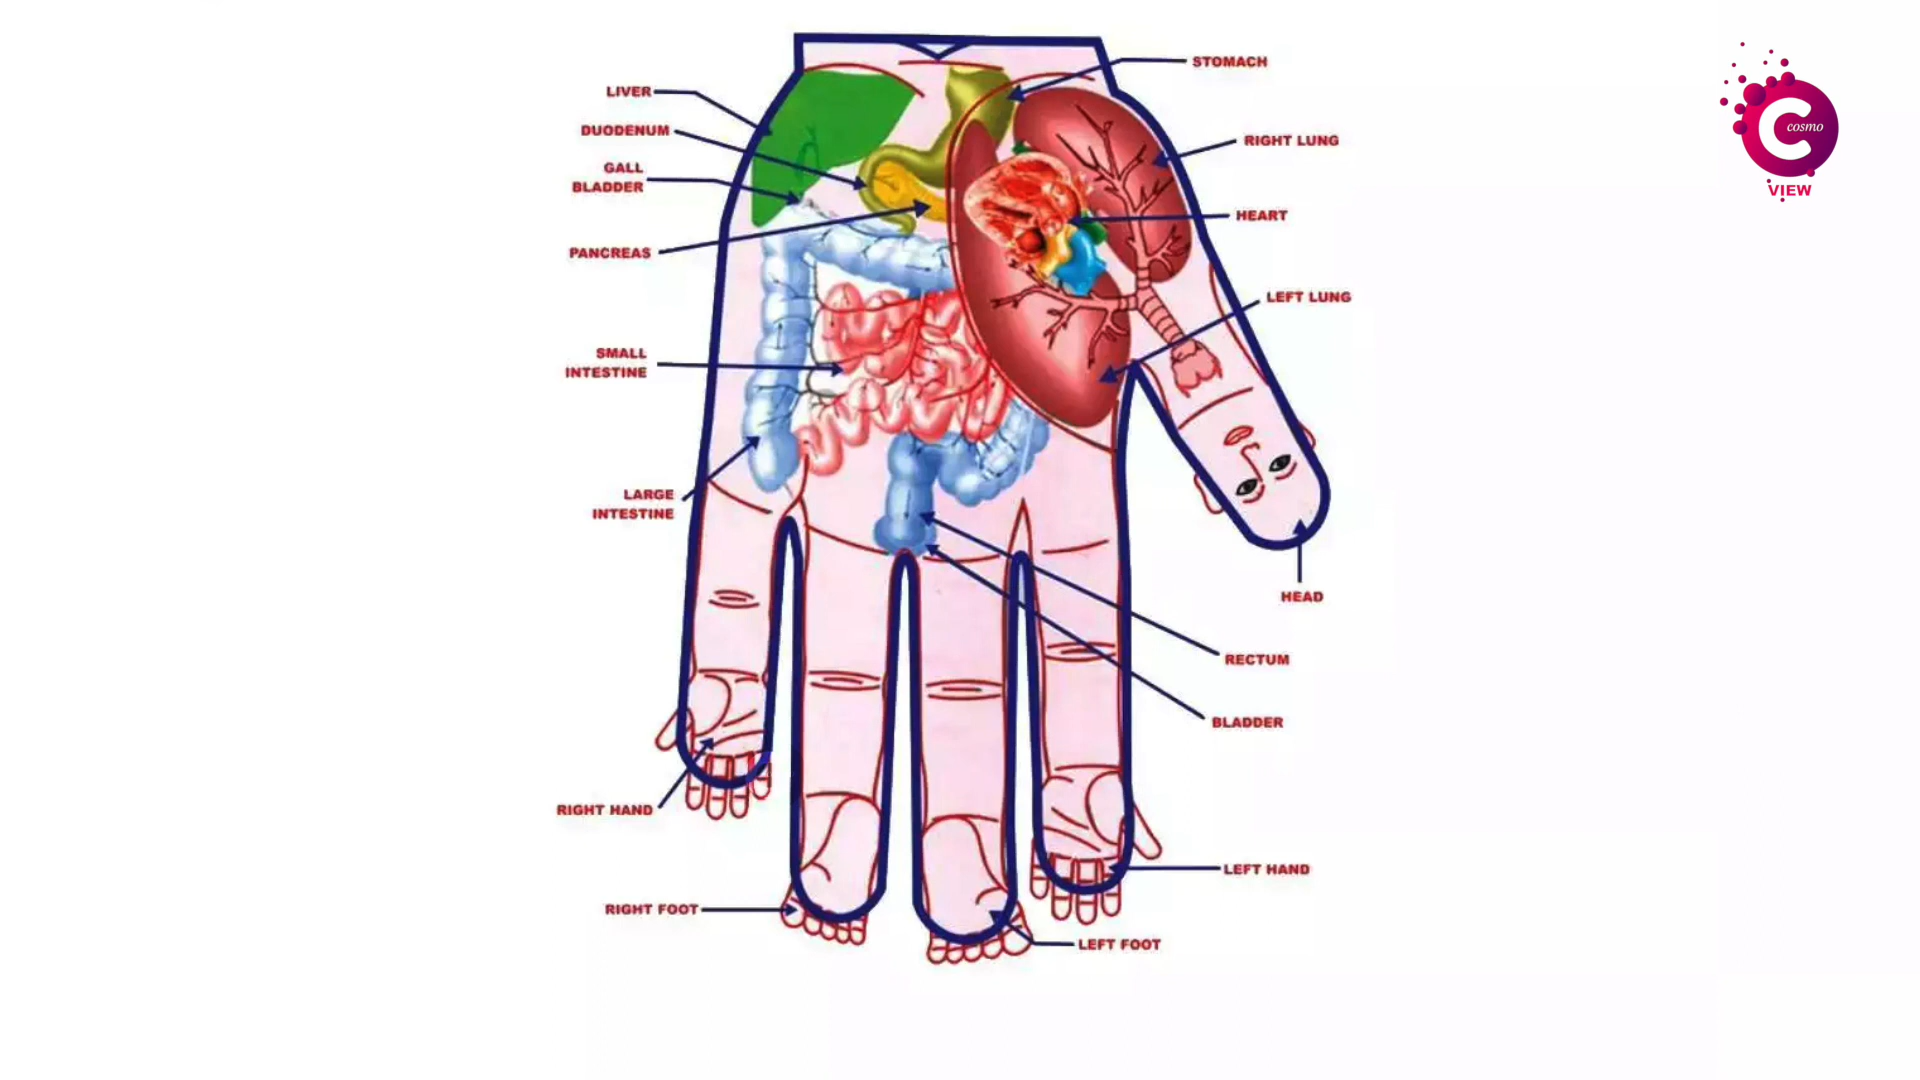 STOMACH
LIVER
DUODENUM
GALL
BLADDER
PANCREAS
RIGHT LUNG
HEART
LEFT LUNG
SMALL
INTESTINE
LARGE
INTESTINE
HEAD
RECTUM
BLADDER
RIGHT HAND
LEFT HAND
RIGHT FOOT
LEFT FOOT
C
cosmo
VIEW